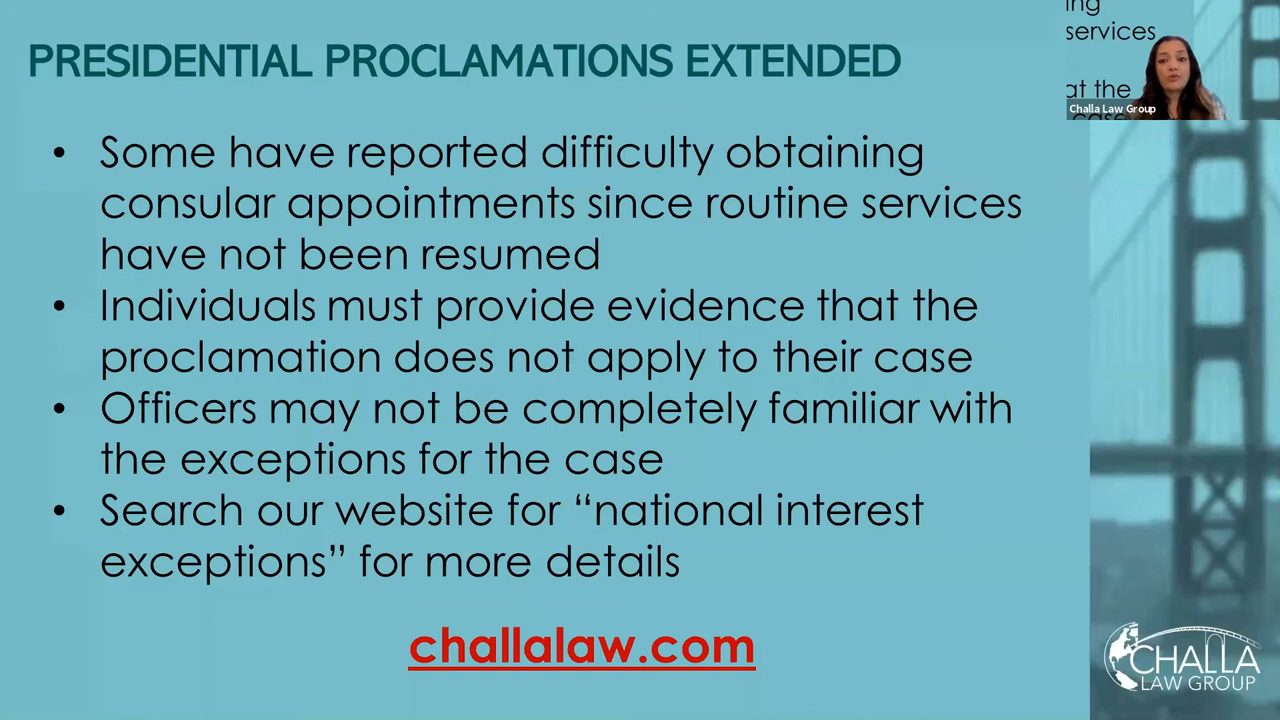 PRESIDENTIAL PROCLAMATIONS EXTENDED
• Some have reported difficulty obtaining
consular appointments since routine services
have not been resumed
• Individuals must provide evidence that the
proclamation does not apply to their case
• Officers may not be completely familiar with
the exceptions for the case
• Search our website for “national interest
exceptions” for more details
challalaw.com
ing
services
at the
Challa Law Group
case
CHALLA
LAW GROUP